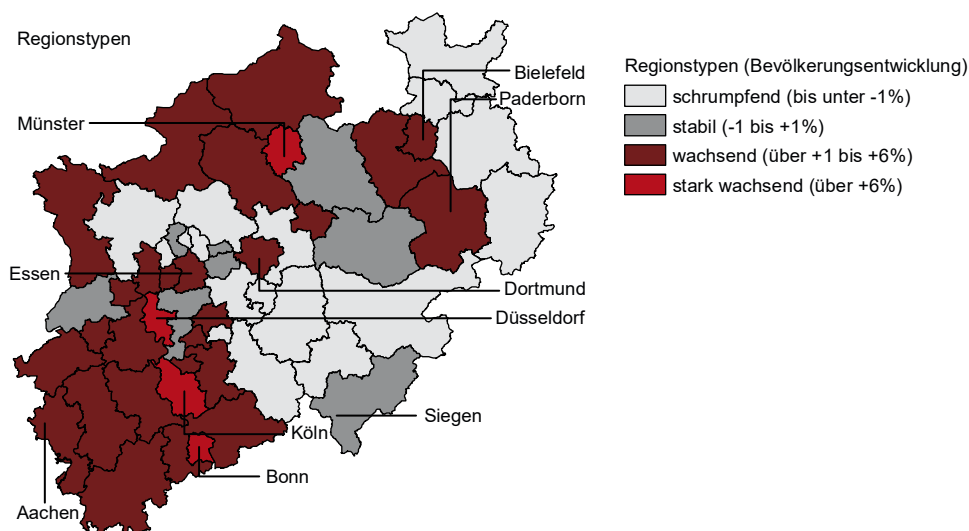 Regionstypen
Bielefeld
Paderborn
Münster
Essen
Dortmund
Düsseldorf
Siegen
Köln
Bonn
Aachen
Regionstypen (Bevölkerungsentwicklung)
schrumpfend (bis unter -1%)
stabil (-1 bis +1%)
wachsend (über +1 bis +6%)
stark wachsend (über +6%)